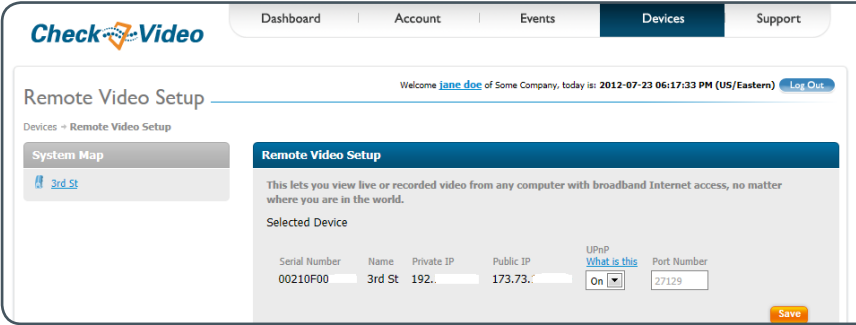 Dashboard Account Events Devices Support
CheckVideo
Welcome jane doe of Some Company, today is: 2012-07-23 06:17:33 PM (US/Eastern) Log Out
Remote Video Setup
Devices → Remote Video Setup
System Map
3rd St
Remote Video Setup
This lets you view live or recorded video from any computer with broadband Internet access, no matter
where you are in the world.
Selected Device
UPnP
Serial Number Name Private IP Public IP What is this Port Number
00210F00 3rd St 192. 173.73. On 27129
Save